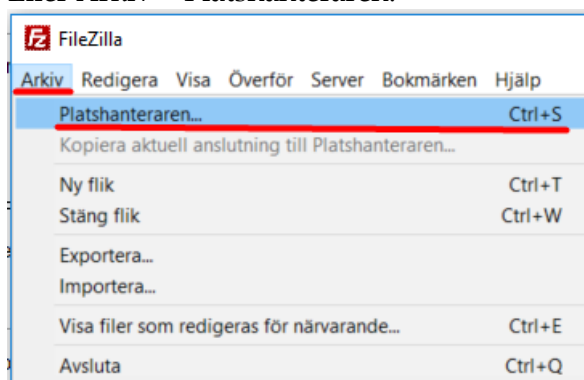 FileZilla
Arkiv Redigera Visa Överför Server Bokmärken Hjälp
Platshanteraren... Ctrl+S
Kopiera aktuell anslutning till Platshanteraren...
Ny flik Ctrl+T
Stäng flik Ctrl+W
Exportera...
Importera...
Visa filer som redigeras för närvarande... Ctrl+E
Avsluta Ctrl+Q